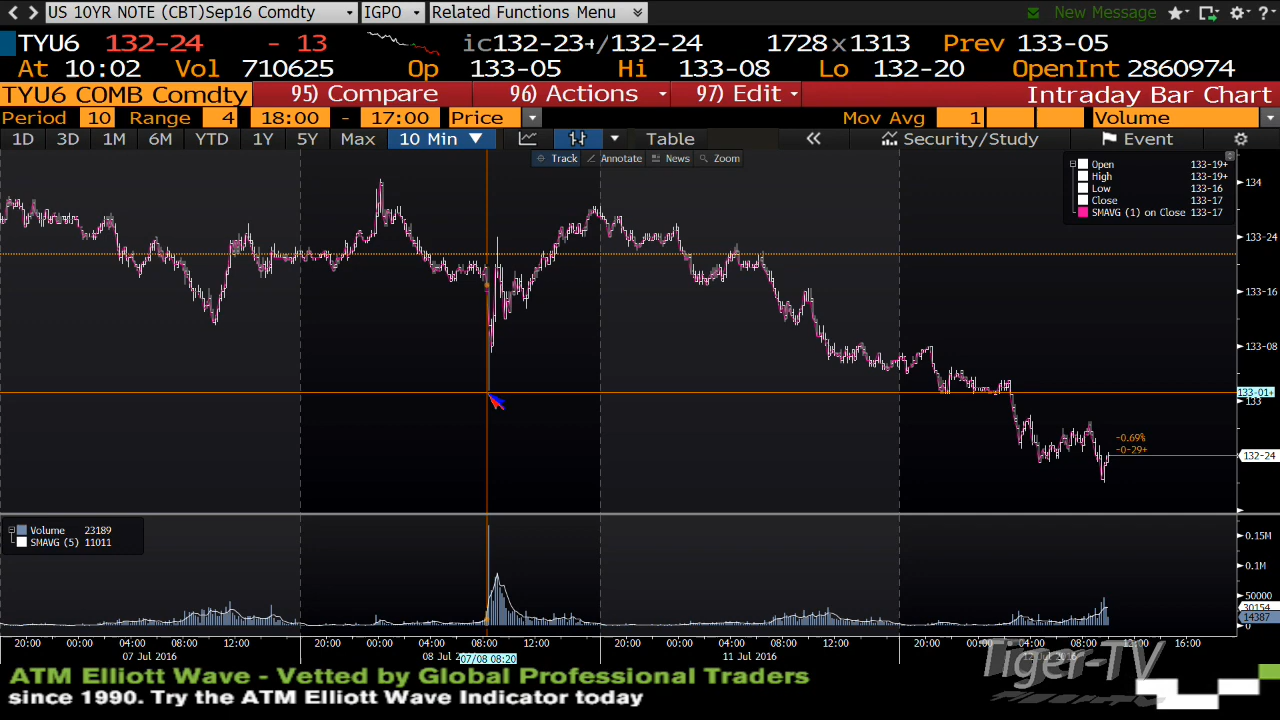 US 10YR NOTE (CBT)Sep16 Comdty IGPO Related Functions Menu New Message ?
TYU6 132-24 - 13 ic132-23+/132-24 1728x1313 Prev 133-05
At 10:02 Vol 710625 Op 133-05 Hi 133-08 Lo 132-20 OpenInt 2860974
TYU6 COMB Comdty 95) Compare 96) Actions 97) Edit Intraday Bar Chart
Period 10 Range 4 18:00 - 17:00 Price Mov Avg 1 Volume
1D 3D 1M 6M YTD 1Y 5Y Max 10 Min Table Security/Study Event
Track Annotate News Zoom
Open 133-19+
High 133-19+
Low 133-16
Close 133-17
SMAVG (1) on Close 133-17
134
133-24
133-16
133-08
133-01+
133
-0.69%
-0-29+
132-24
Volume 23189
SMAVG (5) 11011
0.15M
0.1M
50000
30154
14387
0
20:00 00:00 04:00 08:00 12:00 20:00 00:00 04:00 08:00 12:00 20:00 00:00 04:00 08:00 12:00 20:00 00:00 04:00 08:00 12:00 16:00
07 Jul 2016 08 Jul 07/08 08:20 11 Jul 2016 12 Jul 2016
Tiger-TV
ATM Elliott Wave - Vetted by Global Professional Traders
since 1990. Try the ATM Elliott Wave Indicator today